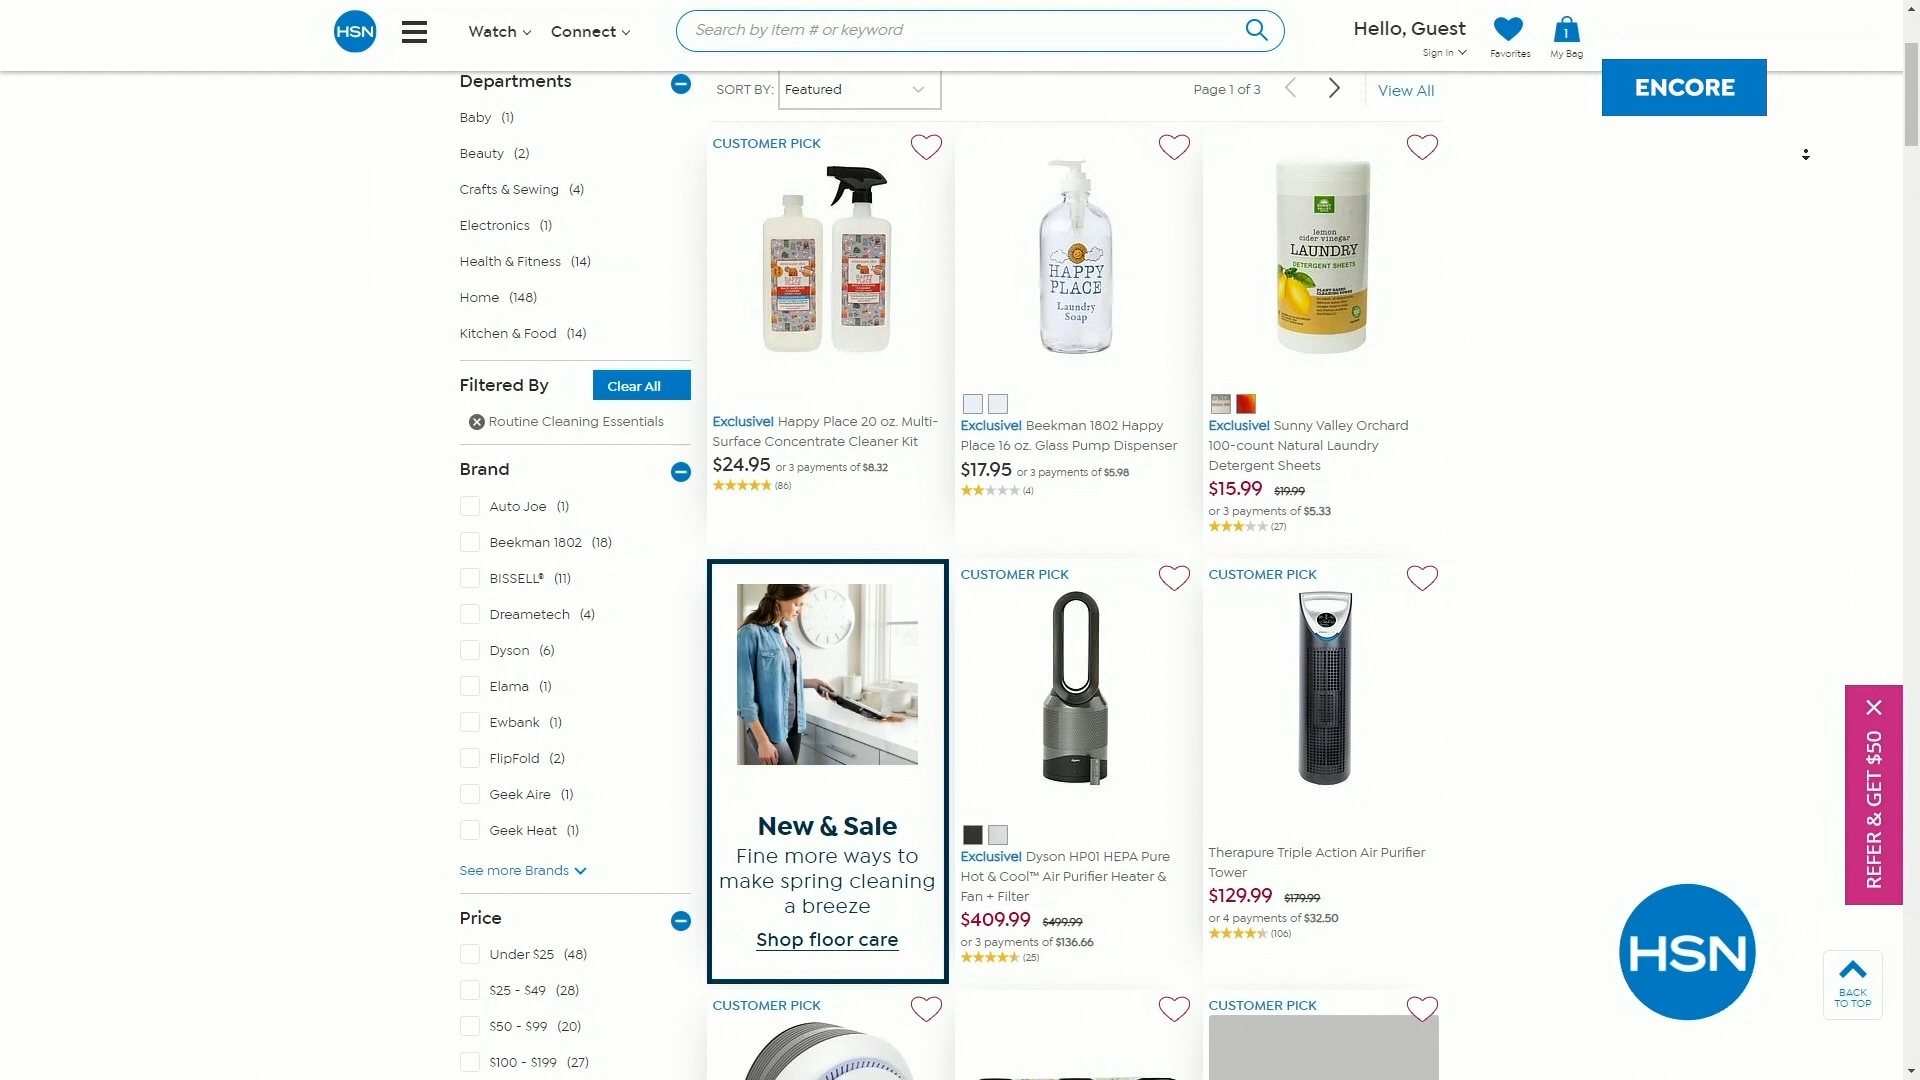 HSN
Watch
Connect
Search by item # or keyword
Hello, Guest
Sign In
Favorites
1
My Bag
ENCORE
Departments
Baby (1)
Beauty (2)
Crafts & Sewing (4)
Electronics (1)
Health & Fitness (14)
Home (148)
Kitchen & Food (14)
Filtered By
Clear All
Routine Cleaning Essentials
Brand
Auto Joe (1)
Beekman 1802 (18)
BISSELL® (11)
Dreametech (4)
Dyson (6)
Elama (1)
Ewbank (1)
FlipFold (2)
Geek Aire (1)
Geek Heat (1)
See more Brands
Price
Under $25 (48)
$25 - $49 (28)
$50 - $99 (20)
$100 - $199 (27)
SORT BY: Featured
Page 1 of 3
View All
CUSTOMER PICK
HAPPY
PLACE
Exclusive! Happy Place 20 oz. Multi-
Surface Concentrate Cleaner Kit
$24.95 or 3 payments of $8.32
(86)
HAPPY
PLACE
Laundry
Soap
Exclusive! Beekman 1802 Happy
Place 16 oz. Glass Pump Dispenser
$17.95 or 3 payments of $5.98
(4)
lemon
cider vinegar
LAUNDRY
DETERGENT SHEETS
Exclusive! Sunny Valley Orchard
100-count Natural Laundry
Detergent Sheets
$15.99 $19.99
or 3 payments of $5.33
(27)
New & Sale
Fine more ways to
make spring cleaning
a breeze
Shop floor care
CUSTOMER PICK
Exclusive! Dyson HP01 HEPA Pure
Hot & Cool™ Air Purifier Heater &
Fan + Filter
$409.99 $499.99
or 3 payments of $136.66
(25)
CUSTOMER PICK
Therapure Triple Action Air Purifier
Tower
$129.99 $179.99
or 4 payments of $32.50
(106)
CUSTOMER PICK
CUSTOMER PICK
REFER & GET $50
HSN
BACK
TO TOP